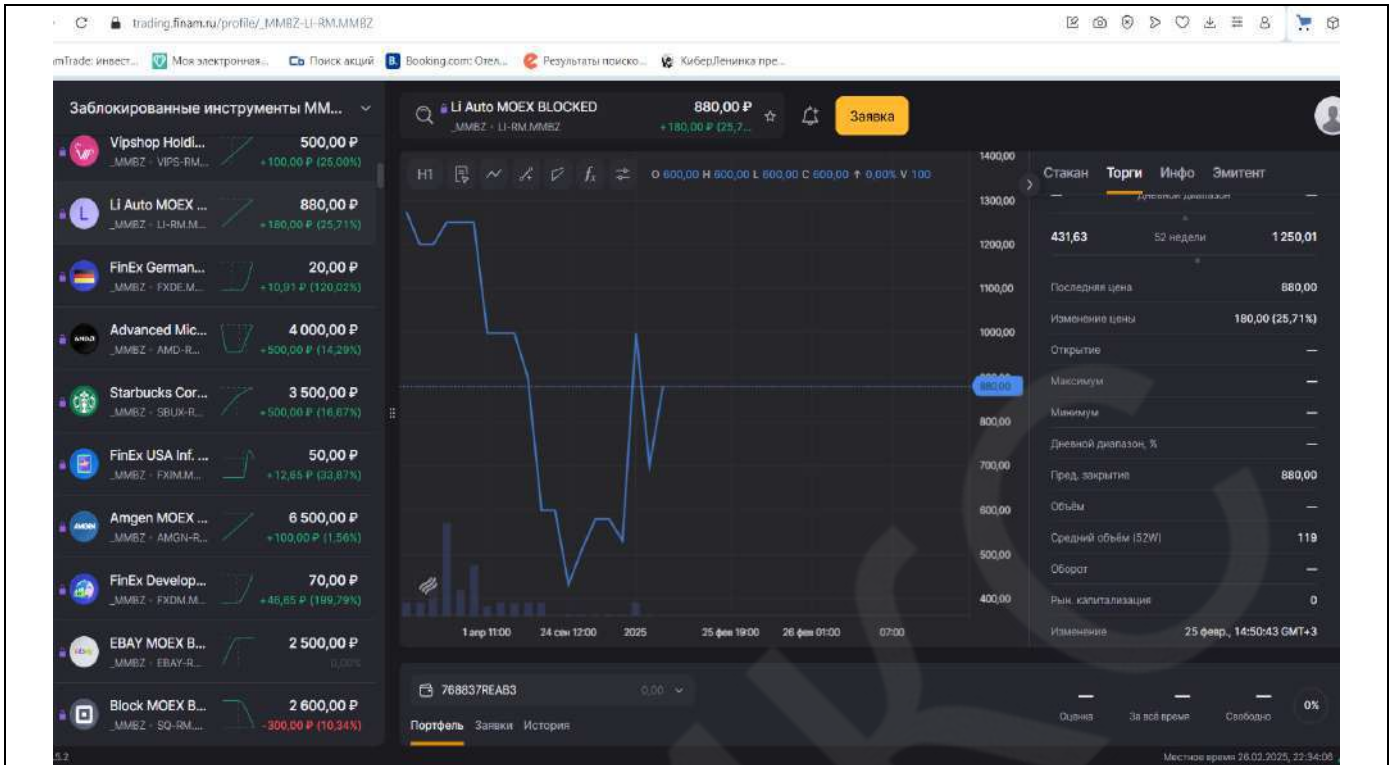 trading.finam.ru/profile/_MMBZ-LI-RM.MMBZ
mTrade: инвест... Моя электронная... Поиск акций Booking.com: Отел... Результаты поиско... КиберЛенинка пре...
Заблокированные инструменты MM...
Li Auto MOEX BLOCKED 880,00 ₽
_MMBZ · LI-RM.MMBZ +180,00 ₽ (25,7...
Заявка
Vipshop Holdi... 500,00 ₽
_MMBZ · VIPS-RM... +100,00 ₽ (25,00%)
Li Auto MOEX ... 880,00 ₽
_MMBZ · LI-RM.M... +180,00 ₽ (25,71%)
FinEx German... 20,00 ₽
_MMBZ · FXDE.M... +10,91 ₽ (120,02%)
Advanced Mic... 4 000,00 ₽
_MMBZ · AMD-R... +500,00 ₽ (14,29%)
Starbucks Cor... 3 500,00 ₽
_MMBZ · SBUX-R... +500,00 ₽ (16,67%)
FinEx USA Inf. ... 50,00 ₽
_MMBZ · FXIM.M... +12,65 ₽ (33,87%)
Amgen MOEX ... 6 500,00 ₽
_MMBZ · AMGN-R... +100,00 ₽ (1,56%)
FinEx Develop... 70,00 ₽
_MMBZ · FXDM.M... +46,65 ₽ (199,79%)
EBAY MOEX B... 2 500,00 ₽
_MMBZ · EBAY-R... 0,00%
Block MOEX B... 2 600,00 ₽
_MMBZ · SQ-RM.... -300,00 ₽ (10,34%)
5.2
H1 fx O 600,00 H 600,00 L 600,00 C 600,00 0,00% V 100
1400,00
1300,00
1200,00
1100,00
1000,00
880,00
800,00
700,00
600,00
500,00
400,00
1 апр 11:00 24 сен 12:00 2025 25 фев 19:00 26 фев 01:00 07:00
Стакан Торги Инфо Эмитент
— Дневной диапазон —
431,63 52 недели 1 250,01
Последняя цена 880,00
Изменение цены 180,00 (25,71%)
Открытие —
Максимум —
Минимум —
Дневной диапазон, % —
Пред. закрытие 880,00
Объём —
Средний объём (52W) 119
Оборот —
Рын. капитализация 0
Изменение 25 февр., 14:50:43 GMT+3
768837REAB3 0,00
Портфель Заявки История
— — — 0%
Оценка За всё время Свободно
Местное время 26.02.2025, 22:34:06